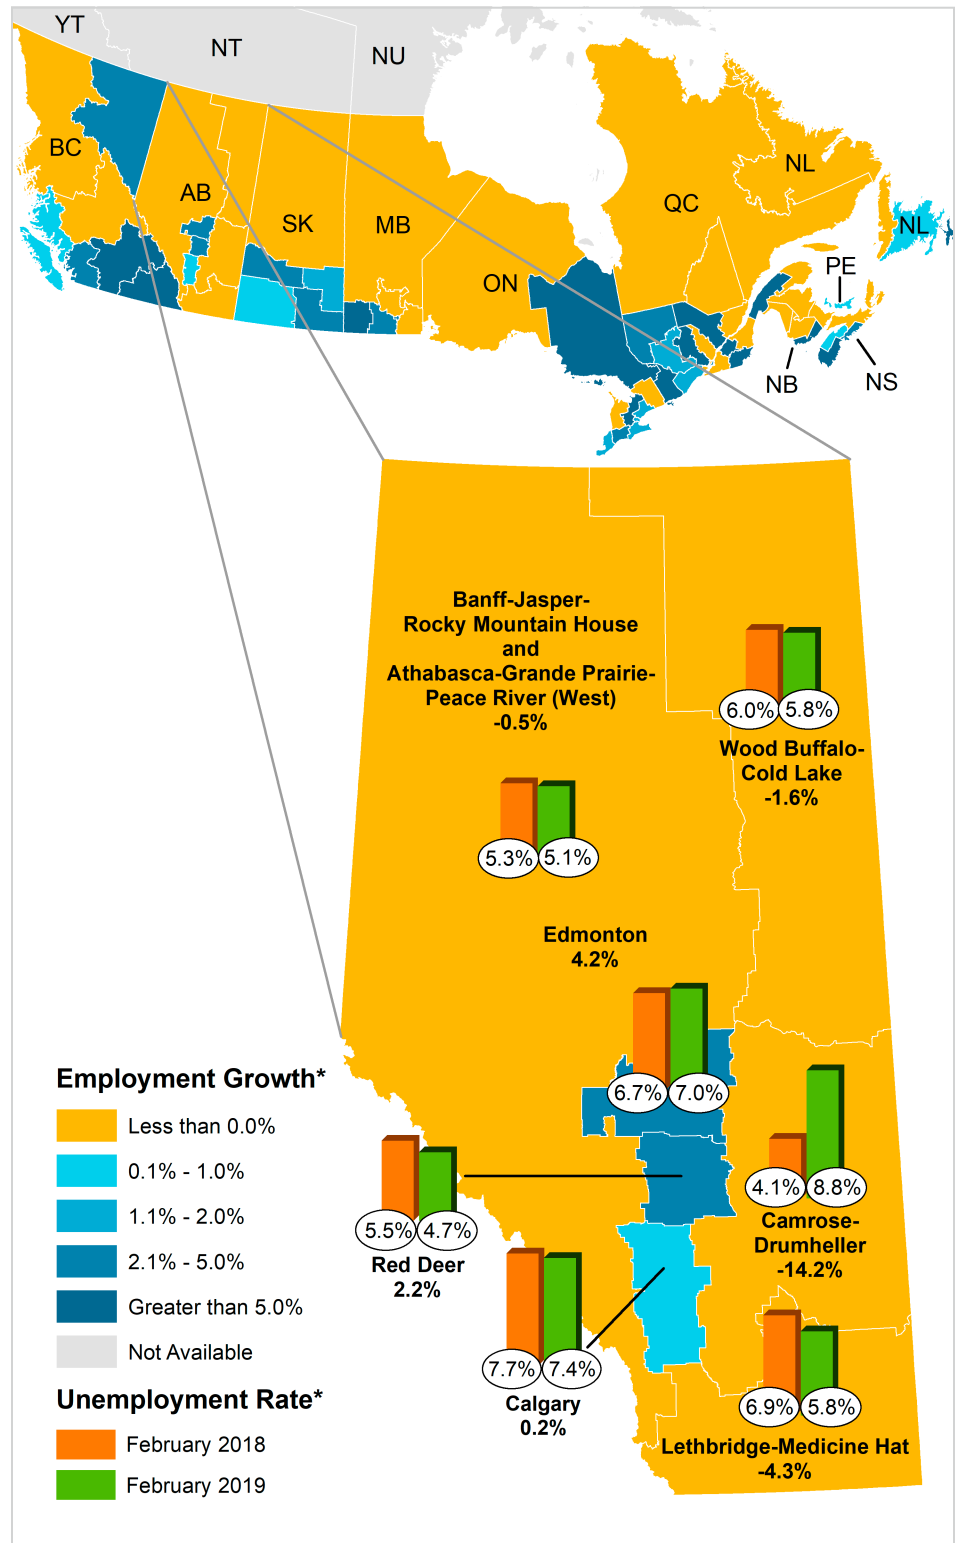 YT
NT
NU
BC
AB
SK
MB
ON
QC
NL
NL
PE
NB
NS
Banff-Jasper-
Rocky Mountain House
and
Athabasca-Grande Prairie-
Peace River (West)
-0.5%
5.3%
5.1%
6.0%
5.8%
Wood Buffalo-
Cold Lake
-1.6%
Edmonton
4.2%
6.7%
7.0%
4.1%
8.8%
Camrose-
Drumheller
-14.2%
5.5%
4.7%
Red Deer
2.2%
7.7%
7.4%
Calgary
0.2%
6.9%
5.8%
Lethbridge-Medicine Hat
-4.3%
Employment Growth*
Less than 0.0%
0.1% - 1.0%
1.1% - 2.0%
2.1% - 5.0%
Greater than 5.0%
Not Available
Unemployment Rate*
February 2018
February 2019